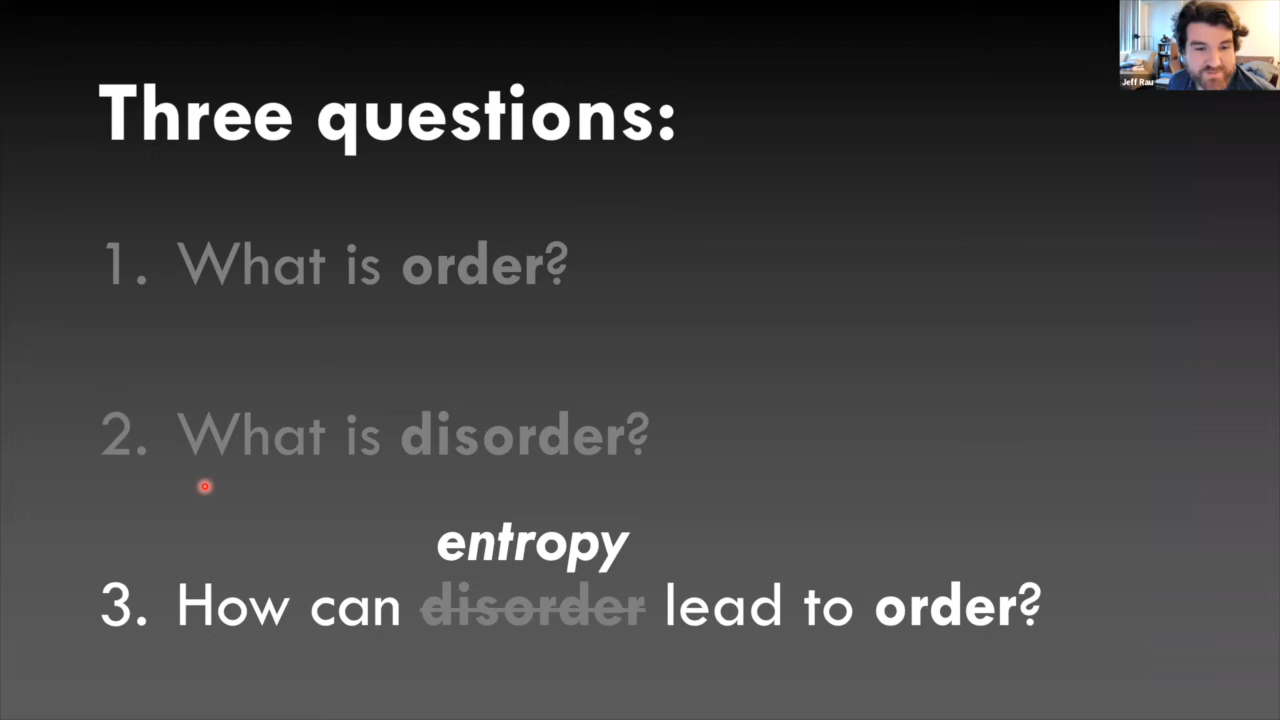 Jeff Rau
Three questions:
1. What is order?
2. What is disorder?
entropy
3. How can disorder lead to order?